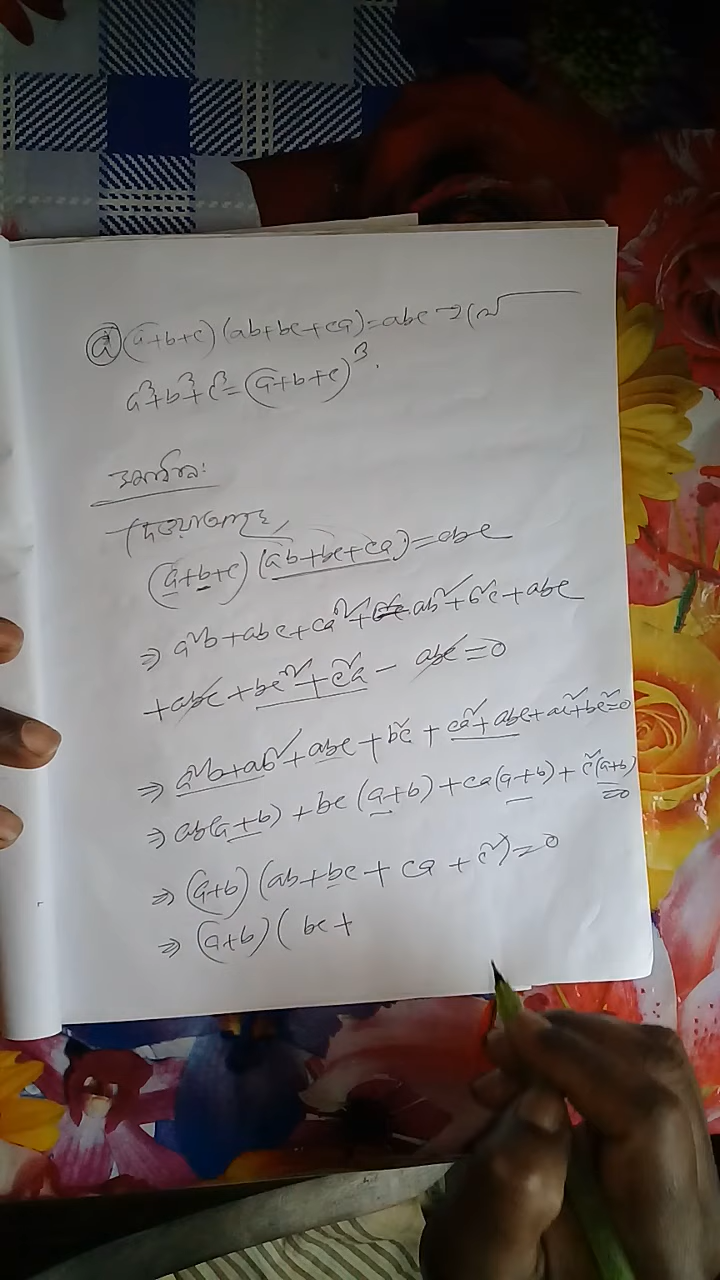 ⓐ (a+b+c) (ab+bc+ca)=abc
a³+b³+c³=(a+b+c)³.
সমাধান:
দেওয়া আছে,
(a+b+c) (ab+bc+ca)=abc
⇒ a²b+abc+ca²+ab²+b²c+abc
+abc+bc²+c²a- abc=0
⇒ a²b+ab²+abc+b²c+ca²+abc+ac²+bc²=0
⇒ ab(a+b)+bc(a+b)+ca(a+b)+c²(a+b)=0
⇒ (a+b) (ab+bc+ca+c²)=0
⇒ (a+b)( bc+